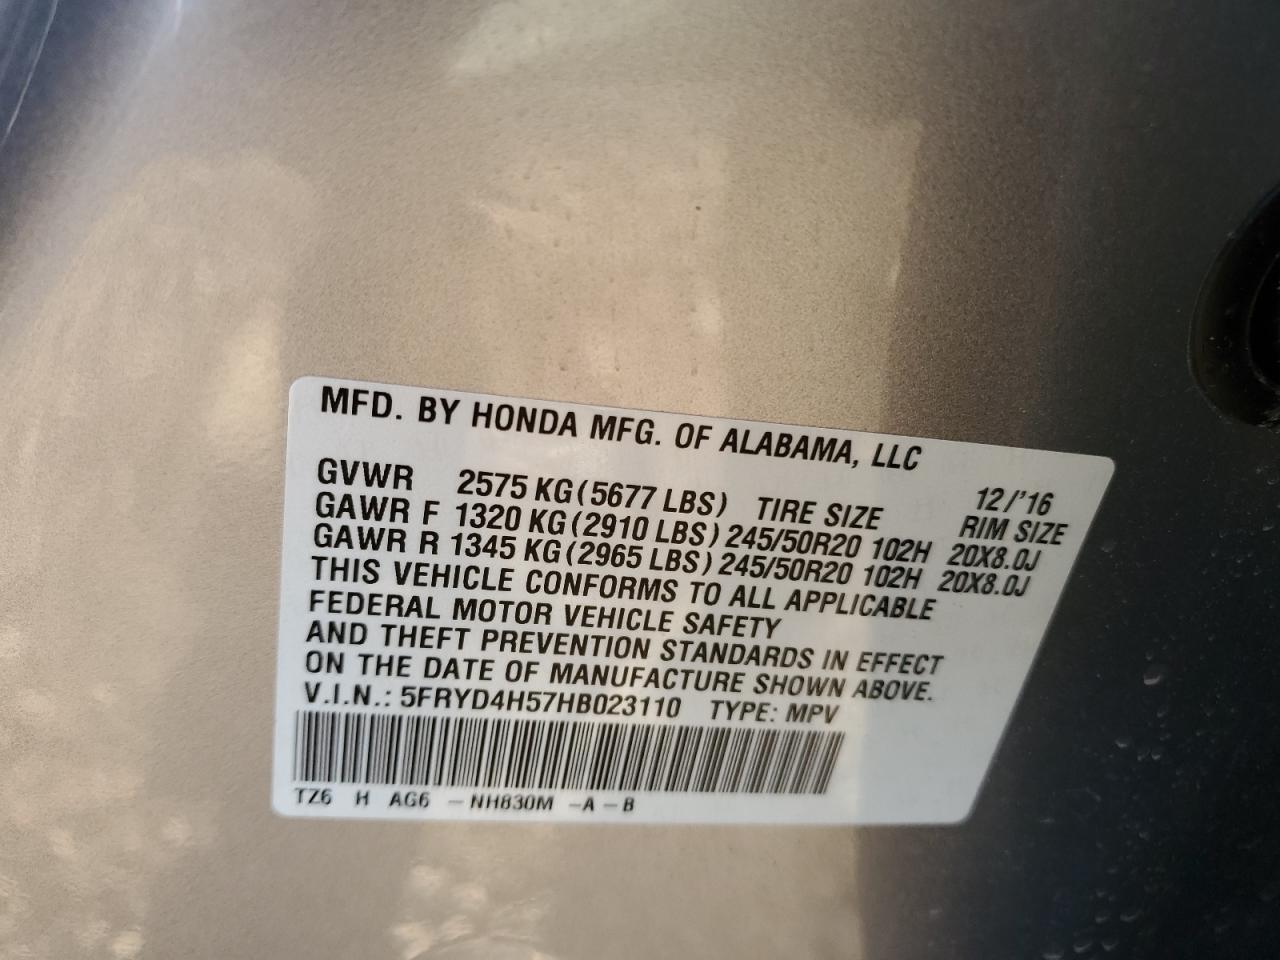 MFD. BY HONDA MFG. OF ALABAMA, LLC
12/'16
GVWR 2575 KG (5677 LBS) TIRE SIZE RIM SIZE
GAWR F 1320 KG (2910 LBS) 245/50R20 102H 20X8.0J
GAWR R 1345 KG (2965 LBS) 245/50R20 102H 20X8.0J
THIS VEHICLE CONFORMS TO ALL APPLICABLE
FEDERAL MOTOR VEHICLE SAFETY
AND THEFT PREVENTION STANDARDS IN EFFECT
ON THE DATE OF MANUFACTURE SHOWN ABOVE.
V.I.N.: 5FRYD4H57HB023110 TYPE: MPV
TZ6 H AG6 - NH830M -A - B